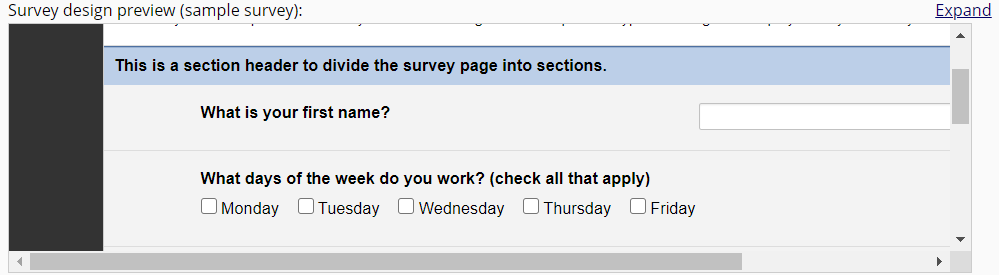 Survey design preview (sample survey):
Expand
This is a section header to divide the survey page into sections.
What is your first name?
What days of the week do you work? (check all that apply)
Monday Tuesday Wednesday Thursday Friday